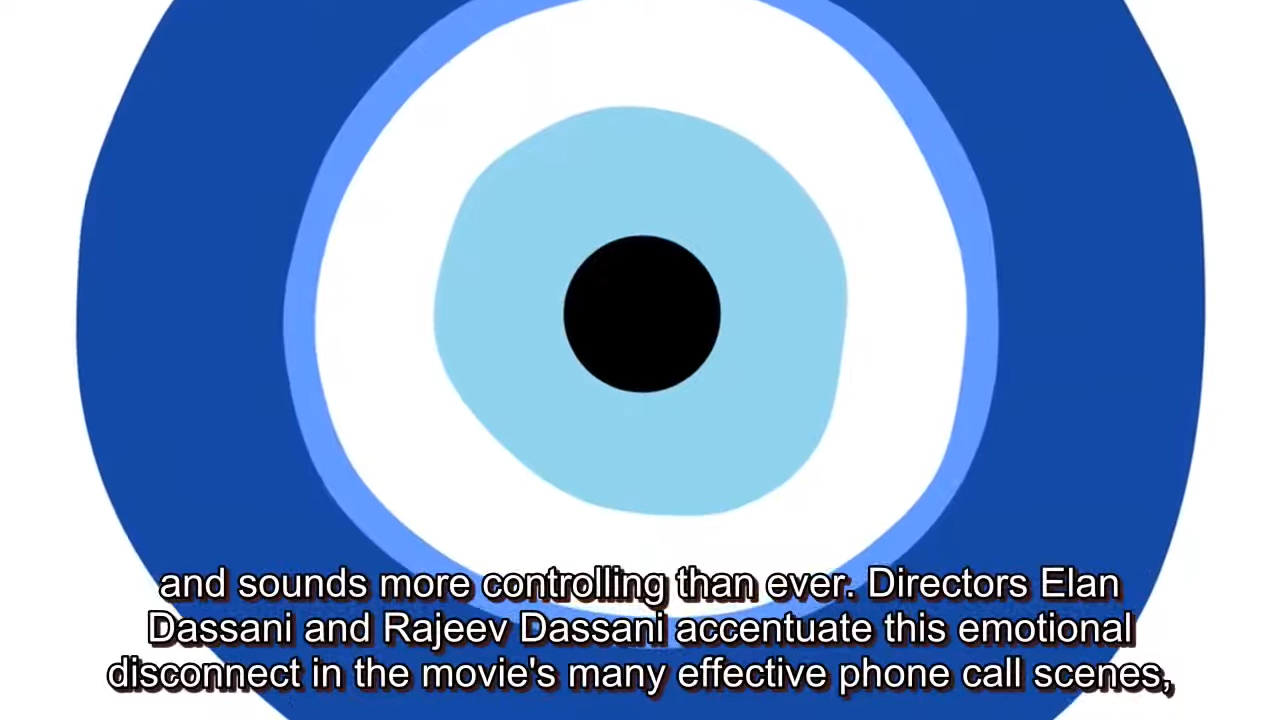 and sounds more controlling than ever. Directors Elan
Dassani and Rajeev Dassani accentuate this emotional
disconnect in the movie's many effective phone call scenes,